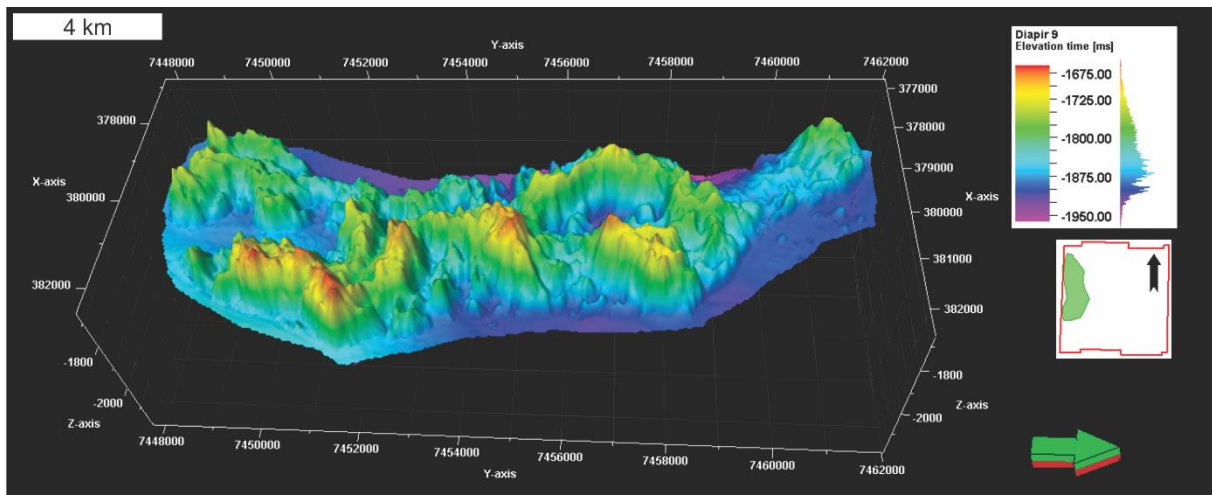 4 km
Y-axis
7448000 7450000 7452000 7454000 7456000 7458000 7460000 7462000
377000
378000
378000
379000
X-axis
X-axis
380000
380000
381000
382000
382000
-1800
-1800
-2000
-2000
Z-axis
Z-axis
7448000 7450000 7452000 7454000 7456000 7458000 7460000 7462000
Y-axis
Diapir 9
Elevation time [ms]
-1675.00
-1725.00
-1800.00
-1875.00
-1950.00